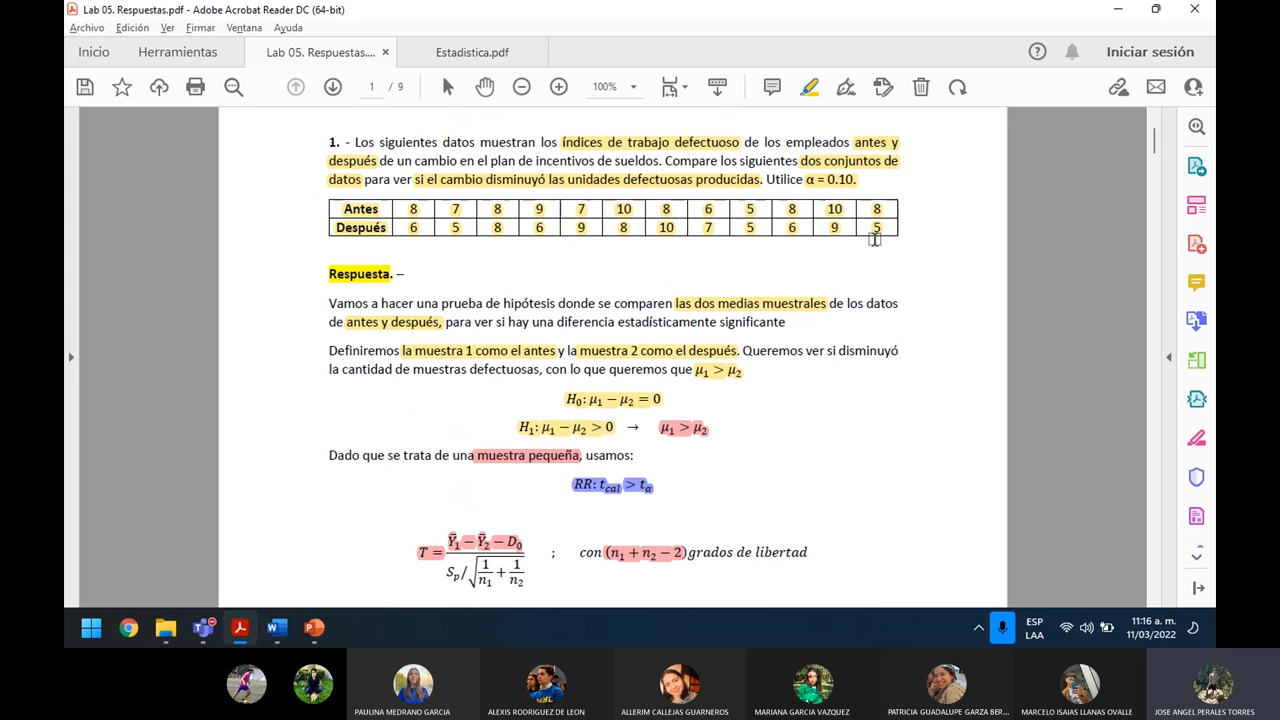 Lab 05. Respuestas.pdf - Adobe Acrobat Reader DC (64-bit)
Archivo Edición Ver Firmar Ventana Ayuda
Inicio Herramientas Lab 05. Respuestas.... × Estadistica.pdf Iniciar sesión
1 / 9 100%
1. - Los siguientes datos muestran los índices de trabajo defectuoso de los empleados antes y
después de un cambio en el plan de incentivos de sueldos. Compare los siguientes dos conjuntos de
datos para ver si el cambio disminuyó las unidades defectuosas producidas. Utilice α = 0.10.
Antes 8 7 8 9 7 10 8 6 5 8 10 8
Después 6 5 8 6 9 8 10 7 5 6 9 5
Respuesta. –
Vamos a hacer una prueba de hipótesis donde se comparen las dos medias muestrales de los datos
de antes y después, para ver si hay una diferencia estadísticamente significante
Definiremos la muestra 1 como el antes y la muestra 2 como el después. Queremos ver si disminuyó
la cantidad de muestras defectuosas, con lo que queremos que μ₁ > μ₂
H₀: μ₁ − μ₂ = 0
H₁: μ₁ − μ₂ > 0 → μ₁ > μ₂
Dado que se trata de una muestra pequeña, usamos:
RR: t_cal > t_a
T = (Ȳ₁ − Ȳ₂ − D₀) / (S_p/√(1/n₁ + 1/n₂)) ; con (n₁ + n₂ − 2)grados de libertad
ESP
LAA
11:16 a. m.
11/03/2022
PAULINA MEDRANO GARCIA ALEXIS RODRIGUEZ DE LEON ALLERIM CALLEJAS GUARNEROS MARIANA GARCIA VAZQUEZ PATRICIA GUADALUPE GARZA BER... MARCELO ISAIAS LLANAS OVALLE JOSE ANGEL PERALES TORRES